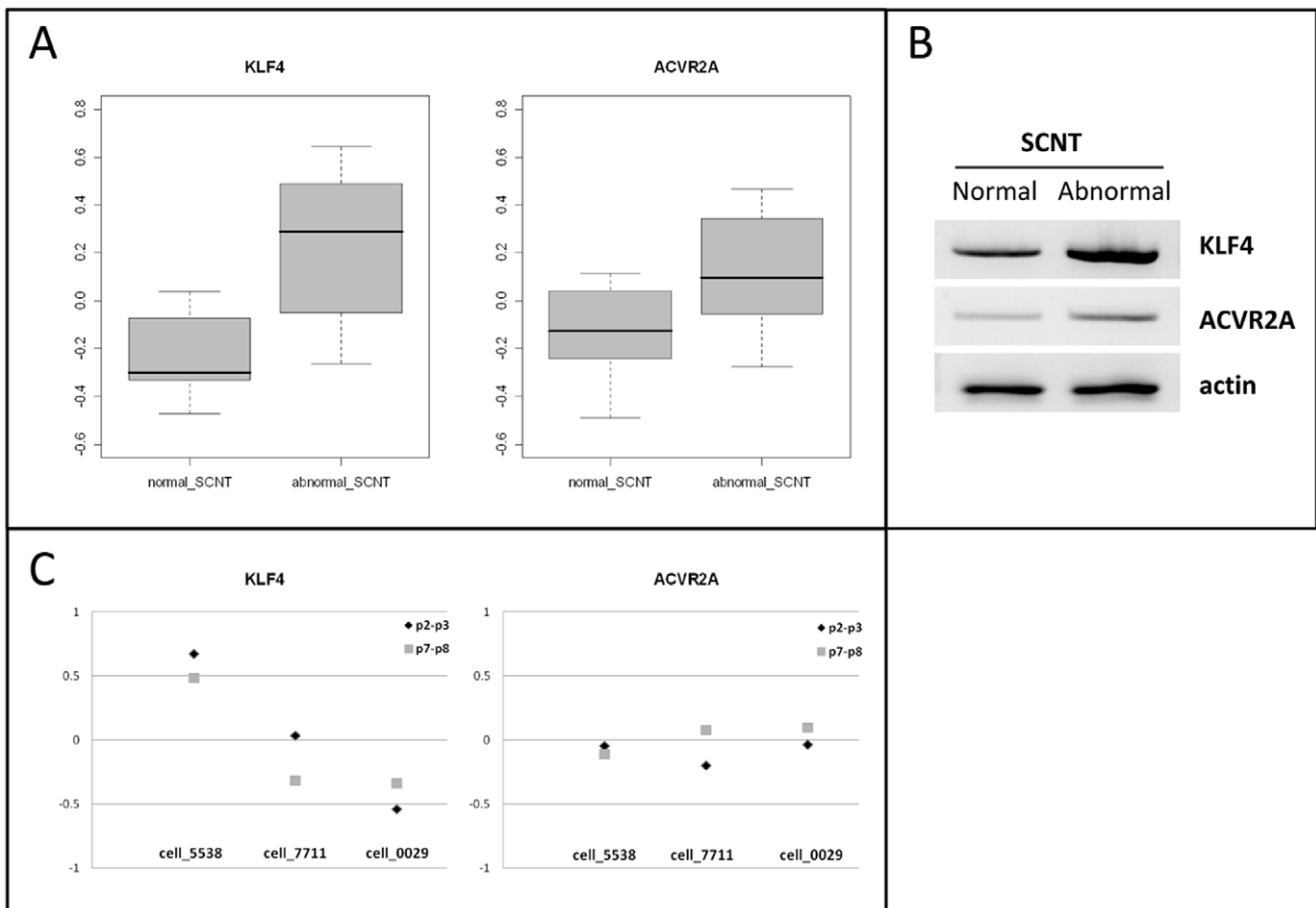 A
KLF4
0.8
0.6
0.4
0.2
0.0
-0.2
-0.4
-0.6
normal_SCNT
abnormal_SCNT
ACVR2A
0.8
0.6
0.4
0.2
0.0
-0.2
-0.4
-0.6
normal_SCNT
abnormal_SCNT
B
SCNT
Normal Abnormal
KLF4
ACVR2A
actin
C
KLF4
1
0.5
0
-0.5
-1
p2-p3
p7-p8
cell_5538
cell_7711
cell_0029
ACVR2A
1
0.5
0
-0.5
-1
p2-p3
p7-p8
cell_5538
cell_7711
cell_0029